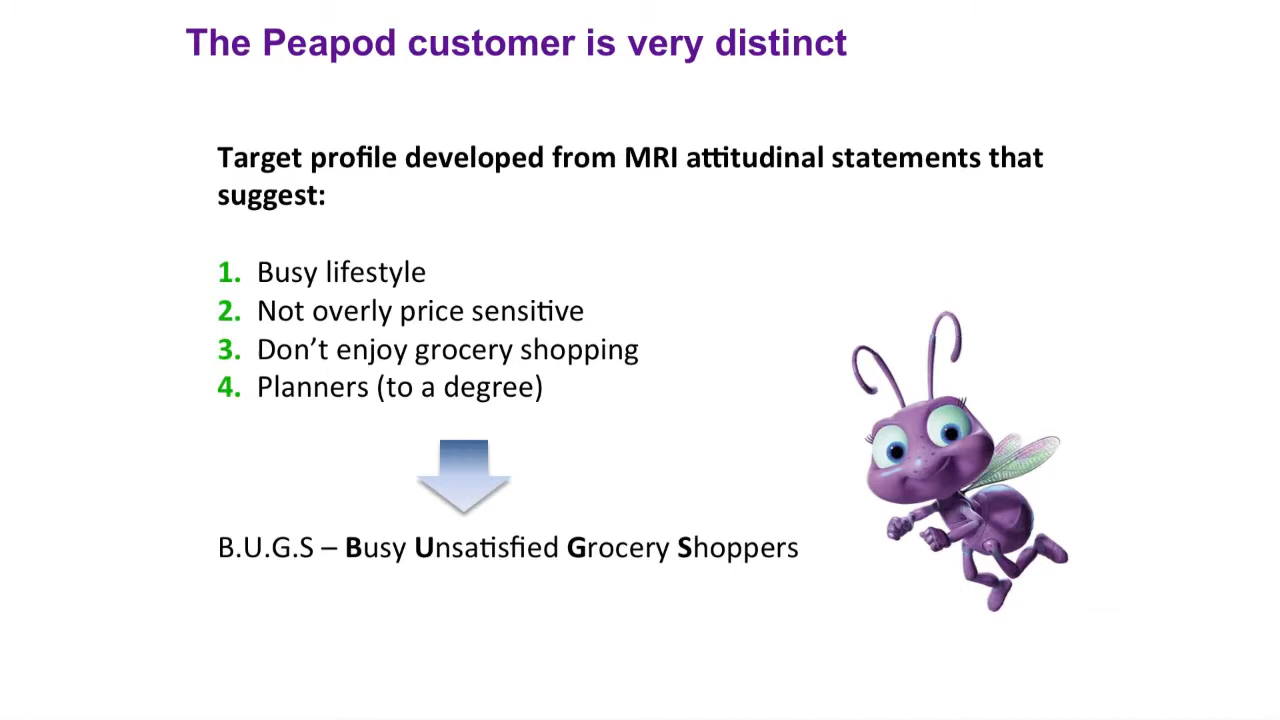 The Peapod customer is very distinct
Target profile developed from MRI attitudinal statements that
suggest:
1. Busy lifestyle
2. Not overly price sensitive
3. Don’t enjoy grocery shopping
4. Planners (to a degree)
B.U.G.S – Busy Unsatisfied Grocery Shoppers